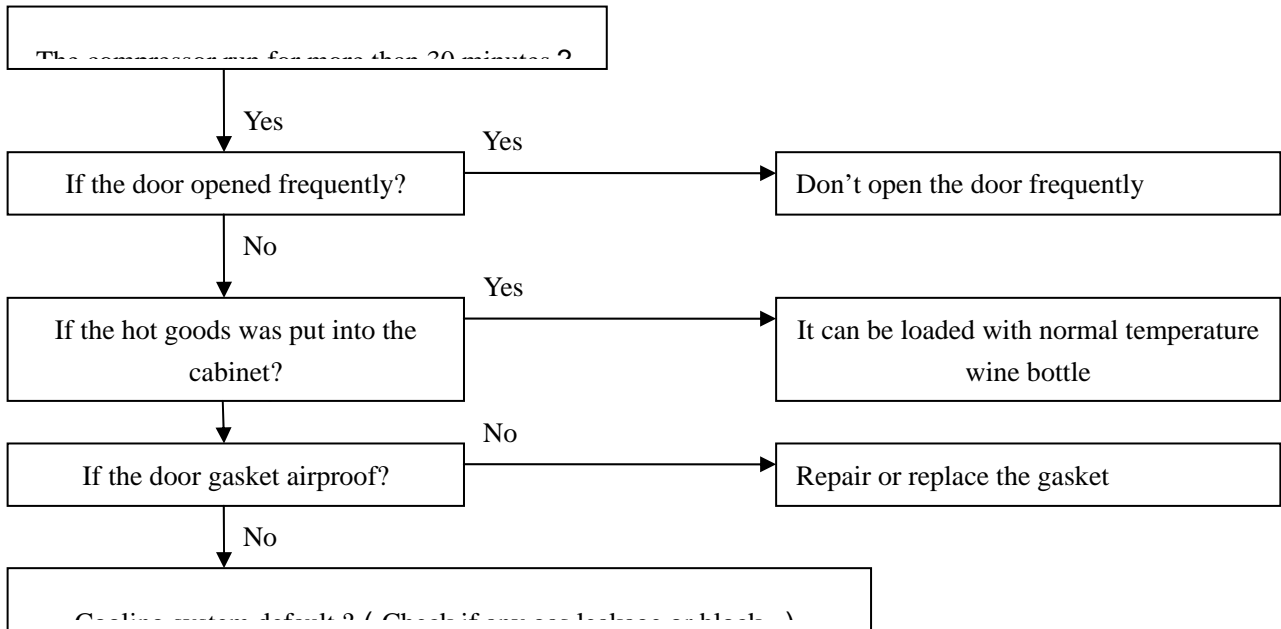 The compressor run for more than 30 minutes？
Yes
Yes
If the door opened frequently?
Don’t open the door frequently
No
Yes
If the hot goods was put into the
cabinet?
It can be loaded with normal temperature
wine bottle
No
If the door gasket airproof?
Repair or replace the gasket
No
Cooling system default？( Check if any gas leakage or block. )